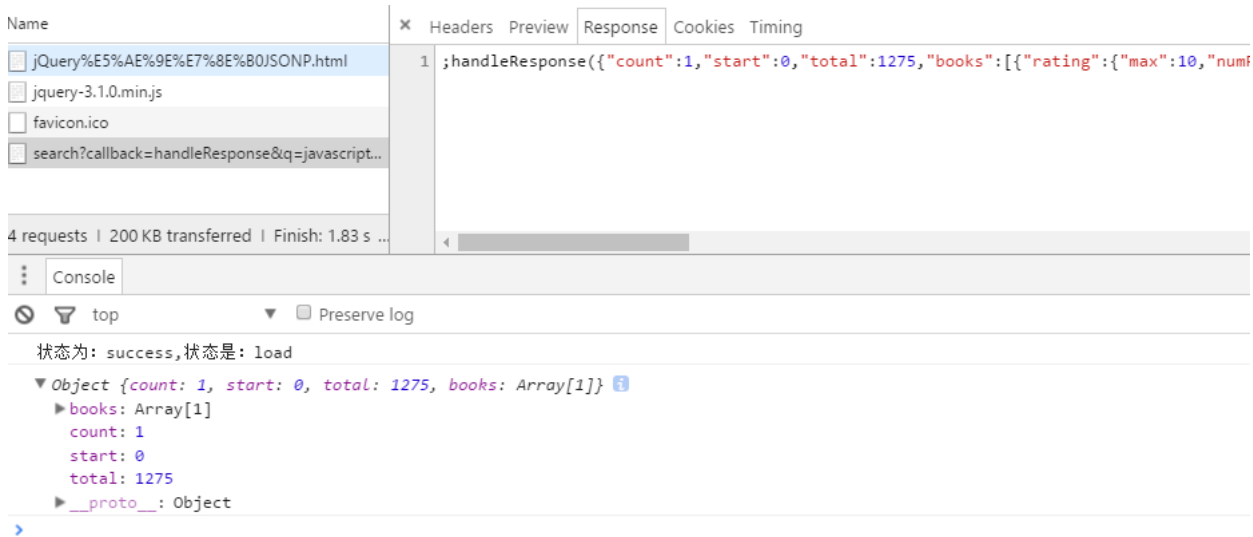 Name
× Headers Preview Response Cookies Timing
jQuery%E5%AE%9E%E7%8E%B0JSONP.html
jquery-3.1.0.min.js
favicon.ico
search?callback=handleResponse&q=javascript...
1 ;handleResponse({"count":1,"start":0,"total":1275,"books":[{"rating":{"max":10,"numR
4 requests | 200 KB transferred | Finish: 1.83 s ...
Console
top ▼ Preserve log
状态为：success,状态是：load
▼Object {count: 1, start: 0, total: 1275, books: Array[1]} i
▶books: Array[1]
count: 1
start: 0
total: 1275
▶__proto__: Object
>